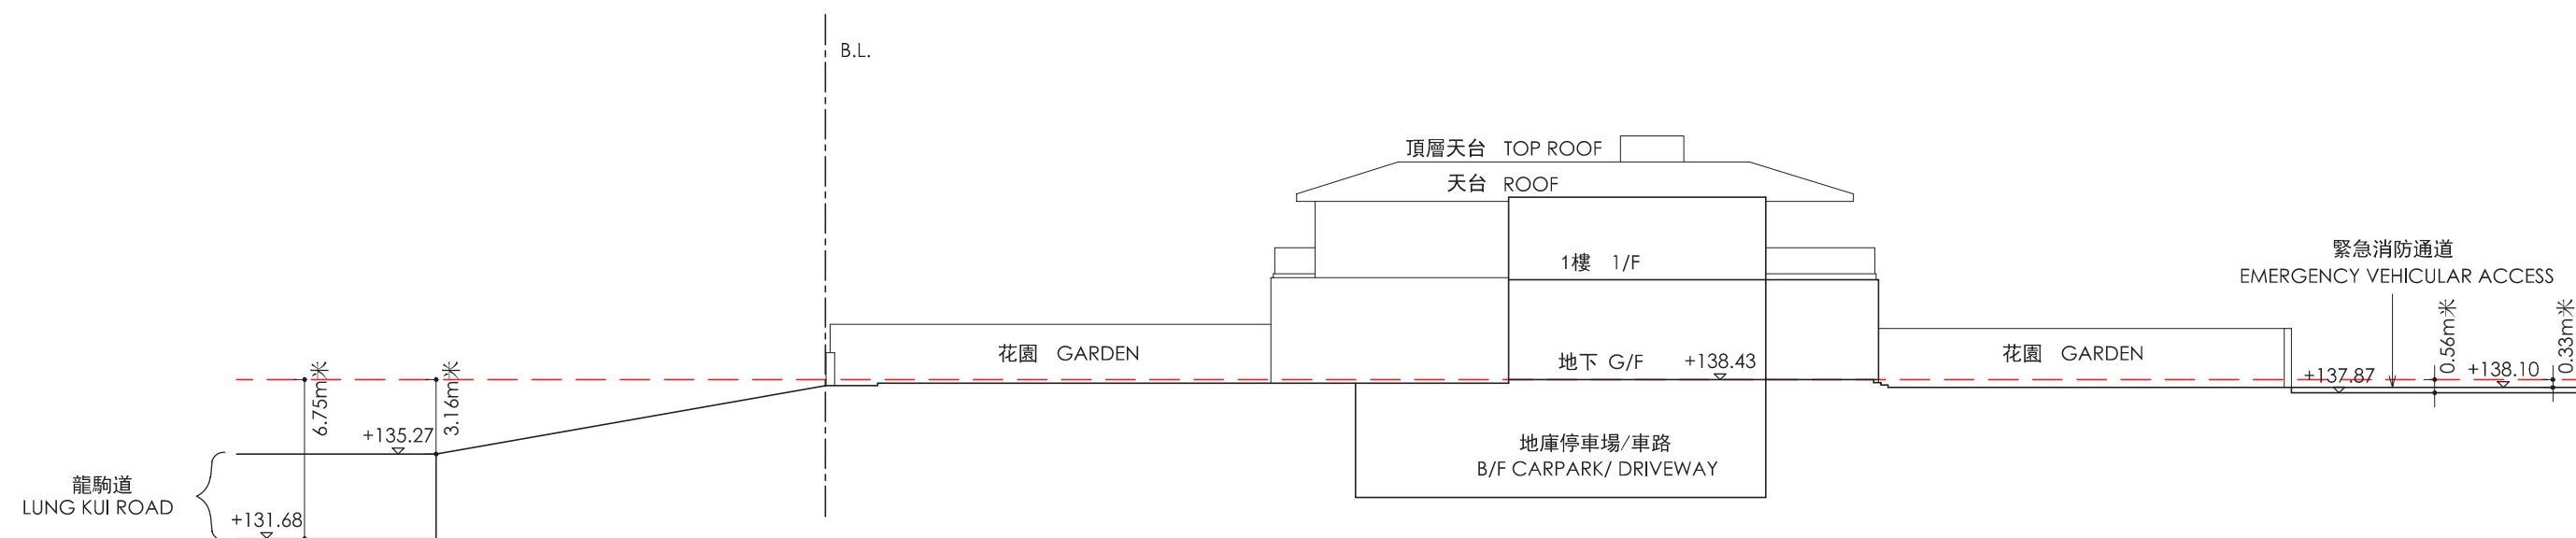 B.L.
頂層天台 TOP ROOF
天台 ROOF
1樓 1/F
地下 G/F +138.43
花園 GARDEN
花園 GARDEN
緊急消防通道
EMERGENCY VEHICULAR ACCESS
6.75m米
3.16m米
+135.27
+137.87
0.56m米
+138.10
0.33m米
地庫停車場/車路
B/F CARPARK/ DRIVEWAY
龍駒道
LUNG KUI ROAD
+131.68